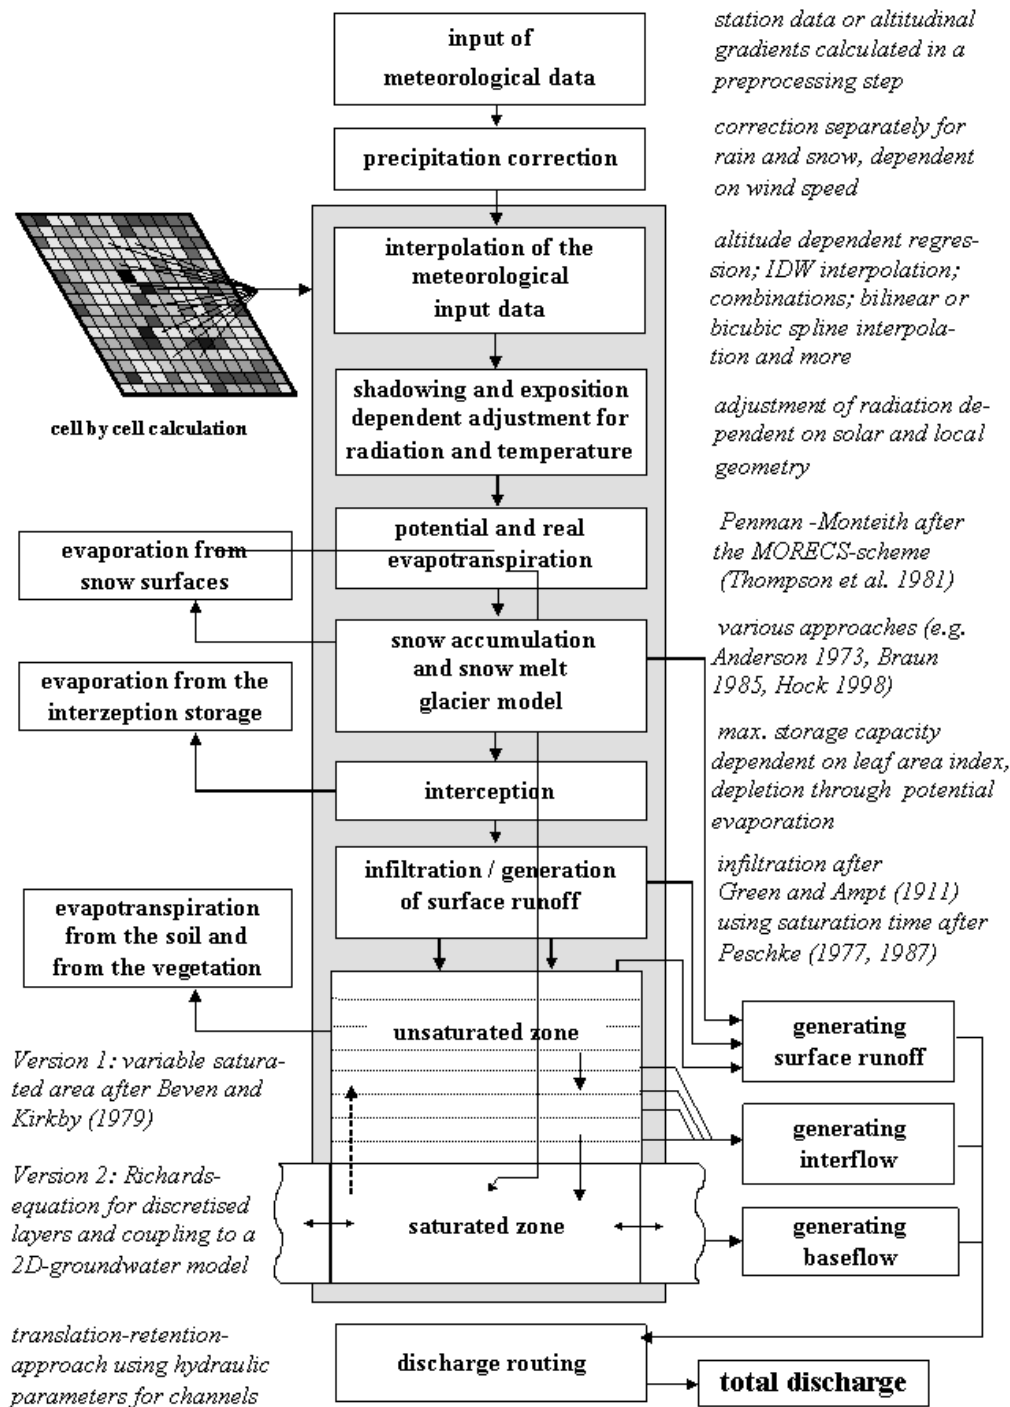 input of
meteorological data
station data or altitudinal
gradients calculated in a
preprocessing step
precipitation correction
correction separately for
rain and snow, dependent
on wind speed
interpolation of the
meteorological
input data
altitude dependent regres-
sion; IDW interpolation;
combinations; bilinear or
bicubic spline interpola-
tion and more
cell by cell calculation
shadowing and exposition
dependent adjustment for
radiation and temperature
adjustment of radiation de-
pendent on solar and local
geometry
potential and real
evapotranspiration
Penman -Monteith after
the MORECS-scheme
(Thompson et al. 1981)
evaporation from
snow surfaces
snow accumulation
and snow melt
glacier model
various approaches (e.g.
Anderson 1973, Braun
1985, Hock 1998)
evaporation from the
interzeption storage
interception
max. storage capacity
dependent on leaf area index,
depletion through potential
evaporation
infiltration / generation
of surface runoff
infiltration after
Green and Ampt (1911)
using saturation time after
Peschke (1977, 1987)
evapotranspiration
from the soil and
from the vegetation
unsaturated zone
generating
surface runoff
Version 1: variable satura-
ted area after Beven and
Kirkby (1979)
generating
interflow
Version 2: Richards-
equation for discretised
layers and coupling to a
2D-groundwater model
saturated zone
generating
baseflow
translation-retention-
approach using hydraulic
parameters for channels
discharge routing
total discharge